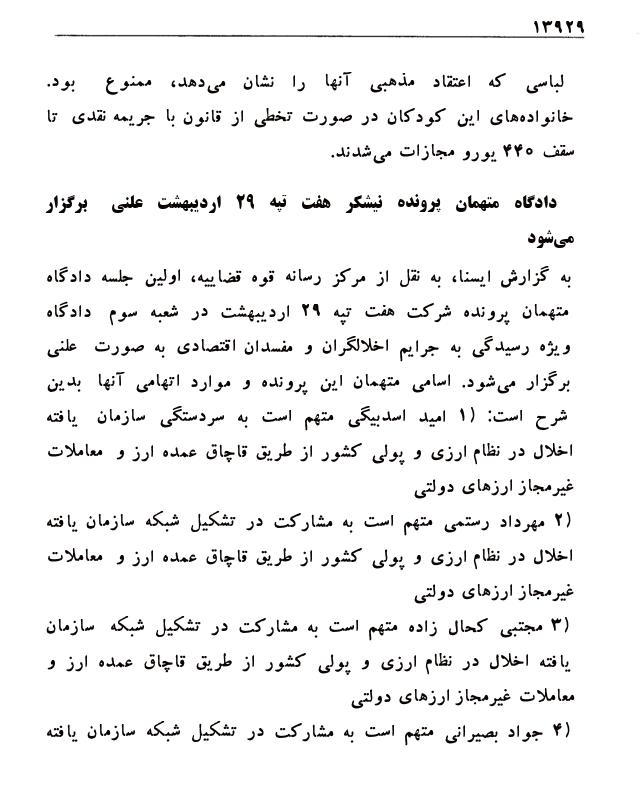 ۱۳۹۲۹
لباسی که اعتقاد مذهبی آنها را نشان می‌دهد، ممنوع بود.
خانواده‌های این کودکان در صورت تخطی از قانون با جریمه نقدی تا
سقف ۴۴۰ یورو مجازات می‌شدند.
دادگاه متهمان پرونده نیشکر هفت تپه ۲۹ اردیبهشت علنی برگزار
می‌شود
به گزارش ایسنا، به نقل از مرکز رسانه قوه قضاییه، اولین جلسه دادگاه
متهمان پرونده شرکت هفت تپه ۲۹ اردیبهشت در شعبه سوم دادگاه
ویژه رسیدگی به جرایم اخلالگران و مفسدان اقتصادی به صورت علنی
برگزار می‌شود. اسامی متهمان این پرونده و موارد اتهامی آنها بدین
شرح است: (۱ امید اسدبیگی متهم است به سردستگی سازمان یافته
اخلال در نظام ارزی و پولی کشور از طریق قاچاق عمده ارز و معاملات
غیرمجاز ارزهای دولتی
(۲ مهرداد رستمی متهم است به مشارکت در تشکیل شبکه سازمان یافته
اخلال در نظام ارزی و پولی کشور از طریق قاچاق عمده ارز و معاملات
غیرمجاز ارزهای دولتی
(۳ مجتبی کحال زاده متهم است به مشارکت در تشکیل شبکه سازمان
یافته اخلال در نظام ارزی و پولی کشور از طریق قاچاق عمده ارز و
معاملات غیرمجاز ارزهای دولتی
(۴ جواد بصیرانی متهم است به مشارکت در تشکیل شبکه سازمان یافته